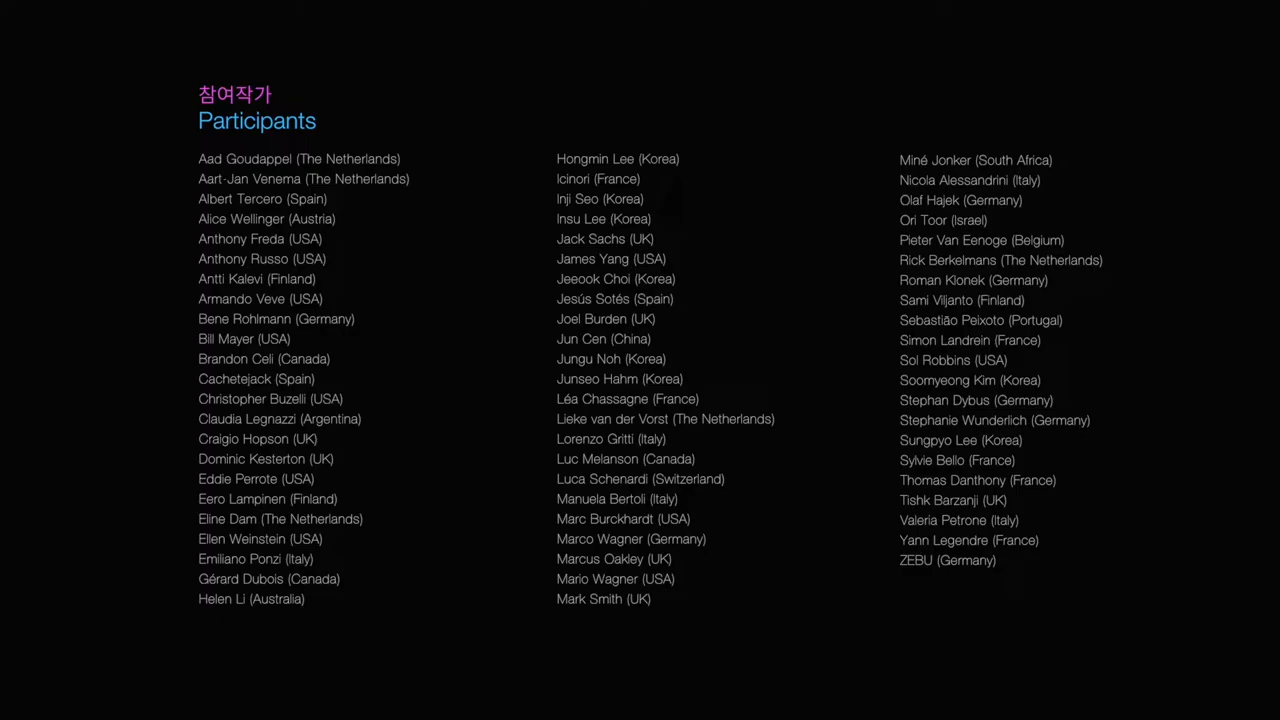 참여작가
Participants
Aad Goudappel (The Netherlands)
Aart-Jan Venema (The Netherlands)
Albert Tercero (Spain)
Alice Wellinger (Austria)
Anthony Freda (USA)
Anthony Russo (USA)
Antti Kalevi (Finland)
Armando Veve (USA)
Bene Rohlmann (Germany)
Bill Mayer (USA)
Brandon Celi (Canada)
Cachetejack (Spain)
Christopher Buzelli (USA)
Claudia Legnazzi (Argentina)
Craigio Hopson (UK)
Dominic Kesterton (UK)
Eddie Perrote (USA)
Eero Lampinen (Finland)
Eline Dam (The Netherlands)
Ellen Weinstein (USA)
Emiliano Ponzi (Italy)
Gérard Dubois (Canada)
Helen Li (Australia)
Hongmin Lee (Korea)
Icinori (France)
Inji Seo (Korea)
Insu Lee (Korea)
Jack Sachs (UK)
James Yang (USA)
Jeeook Choi (Korea)
Jesús Sotés (Spain)
Joel Burden (UK)
Jun Cen (China)
Jungu Noh (Korea)
Junseo Hahm (Korea)
Léa Chassagne (France)
Lieke van der Vorst (The Netherlands)
Lorenzo Gritti (Italy)
Luc Melanson (Canada)
Luca Schenardi (Switzerland)
Manuela Bertoli (Italy)
Marc Burckhardt (USA)
Marco Wagner (Germany)
Marcus Oakley (UK)
Mario Wagner (USA)
Mark Smith (UK)
Miné Jonker (South Africa)
Nicola Alessandrini (Italy)
Olaf Hajek (Germany)
Ori Toor (Israel)
Pieter Van Eenoge (Belgium)
Rick Berkelmans (The Netherlands)
Roman Klonek (Germany)
Sami Viljanto (Finland)
Sebastião Peixoto (Portugal)
Simon Landrein (France)
Sol Robbins (USA)
Soomyeong Kim (Korea)
Stephan Dybus (Germany)
Stephanie Wunderlich (Germany)
Sungpyo Lee (Korea)
Sylvie Bello (France)
Thomas Danthony (France)
Tishk Barzanji (UK)
Valeria Petrone (Italy)
Yann Legendre (France)
ZEBU (Germany)